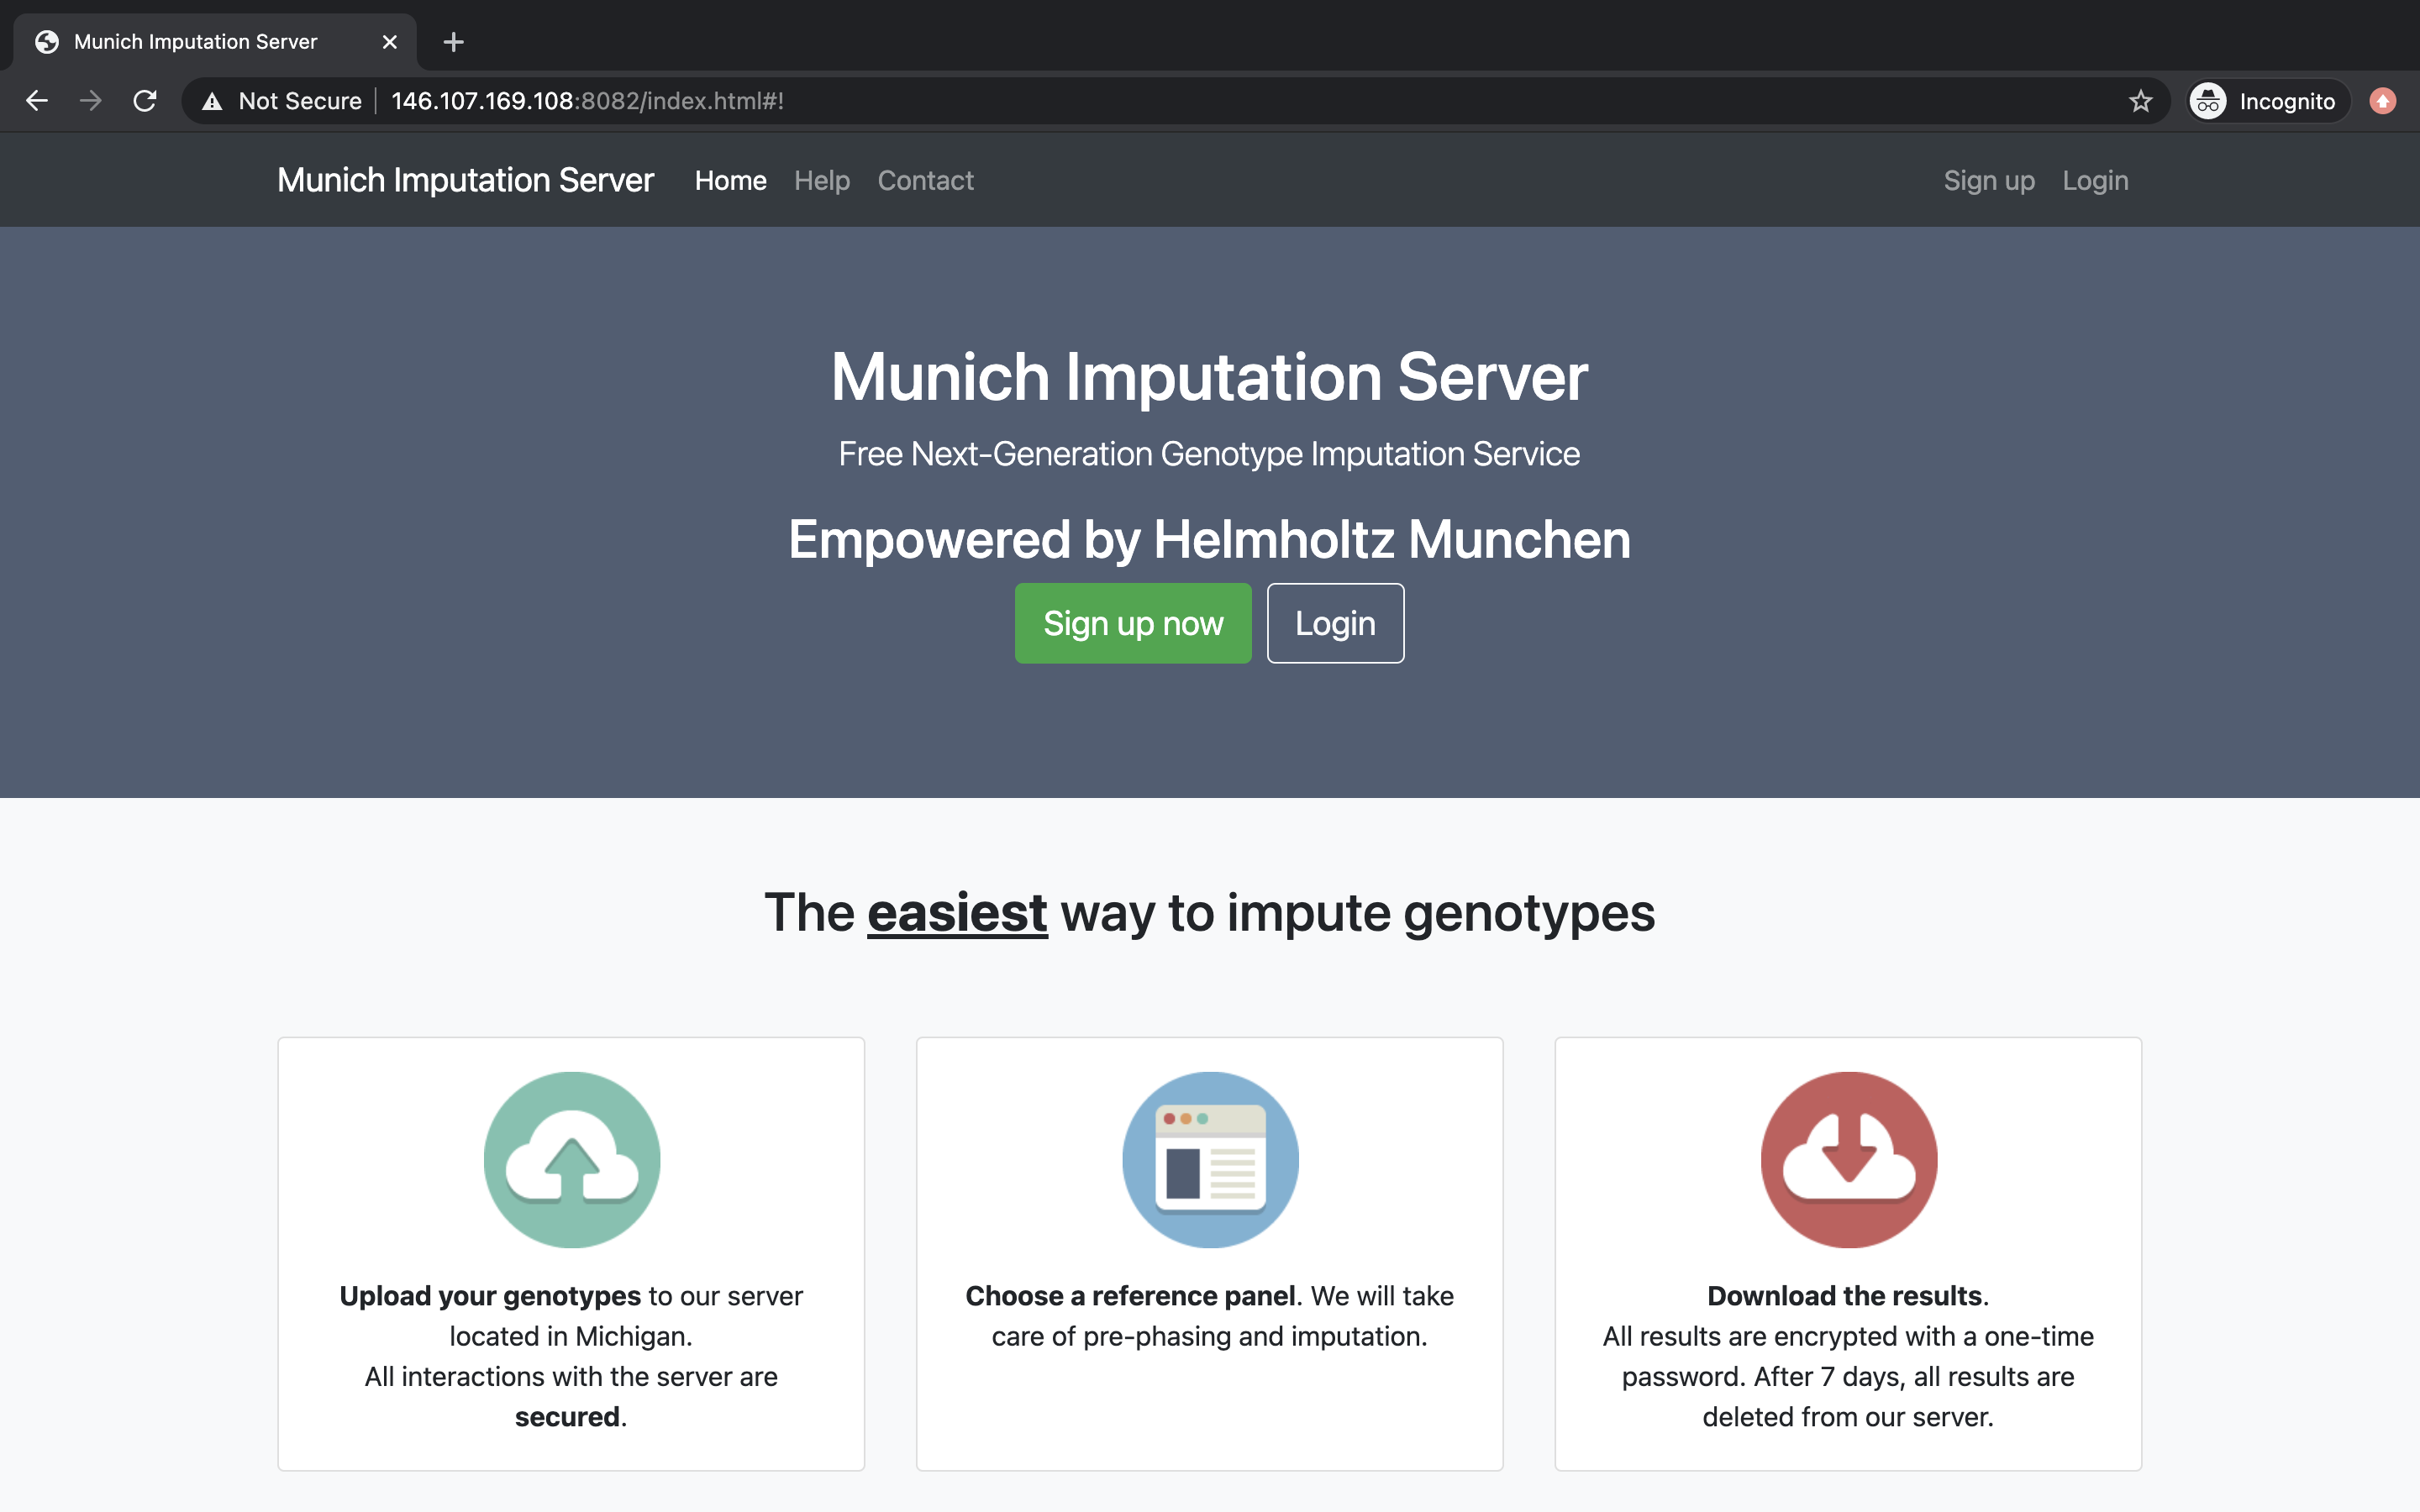 Munich Imputation Server
Not Secure 146.107.169.108:8082/index.html#! Incognito
Munich Imputation Server Home Help Contact Sign up Login
Munich Imputation Server
Free Next-Generation Genotype Imputation Service
Empowered by Helmholtz Munchen
Sign up now Login
The easiest way to impute genotypes
Upload your genotypes to our server
located in Michigan.
All interactions with the server are
secured.
Choose a reference panel. We will take
care of pre-phasing and imputation.
Download the results.
All results are encrypted with a one-time
password. After 7 days, all results are
deleted from our server.